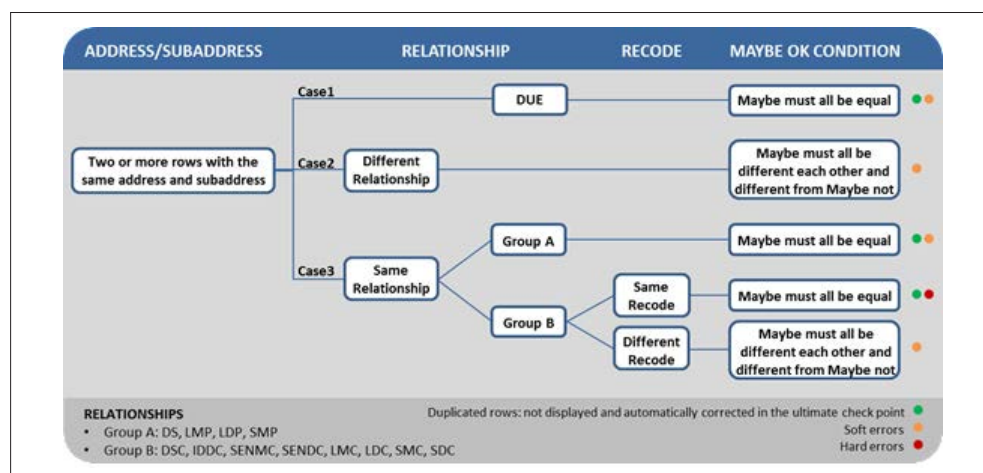 ADDRESS/SUBADDRESS RELATIONSHIP RECODE MAYBE OK CONDITION
Case1
DUE
Maybe must all be equal
Two or more rows with the
same address and subaddress
Case2
Different
Relationship
Maybe must all be
different each other and
different from Maybe not
Case3
Same
Relationship
Group A
Maybe must all be equal
Group B
Same
Recode
Maybe must all be equal
Different
Recode
Maybe must all be
different each other and
different from Maybe not
RELATIONSHIPS
• Group A: DS, LMP, LDP, SMP
• Group B: DSC, IDDC, SENMC, SENDC, LMC, LDC, SMC, SDC
Duplicated rows: not displayed and automatically corrected in the ultimate check point
Soft errors
Hard errors